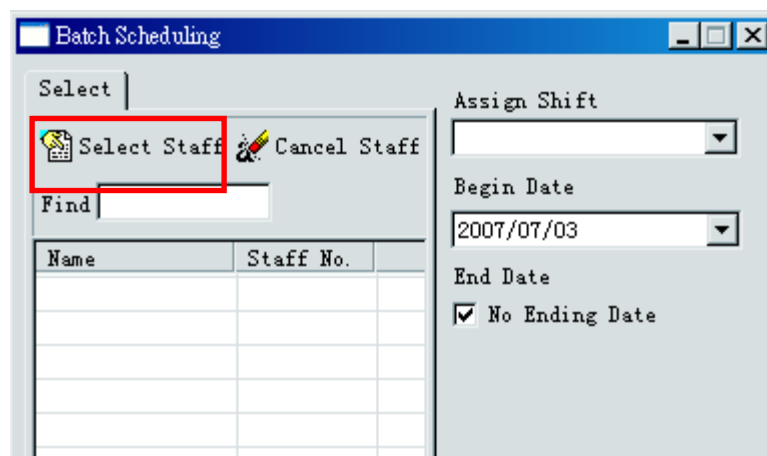 Batch Scheduling
Select
Select Staff Cancel Staff
Find
Name Staff No.
Assign Shift
Begin Date
2007/07/03
End Date
No Ending Date